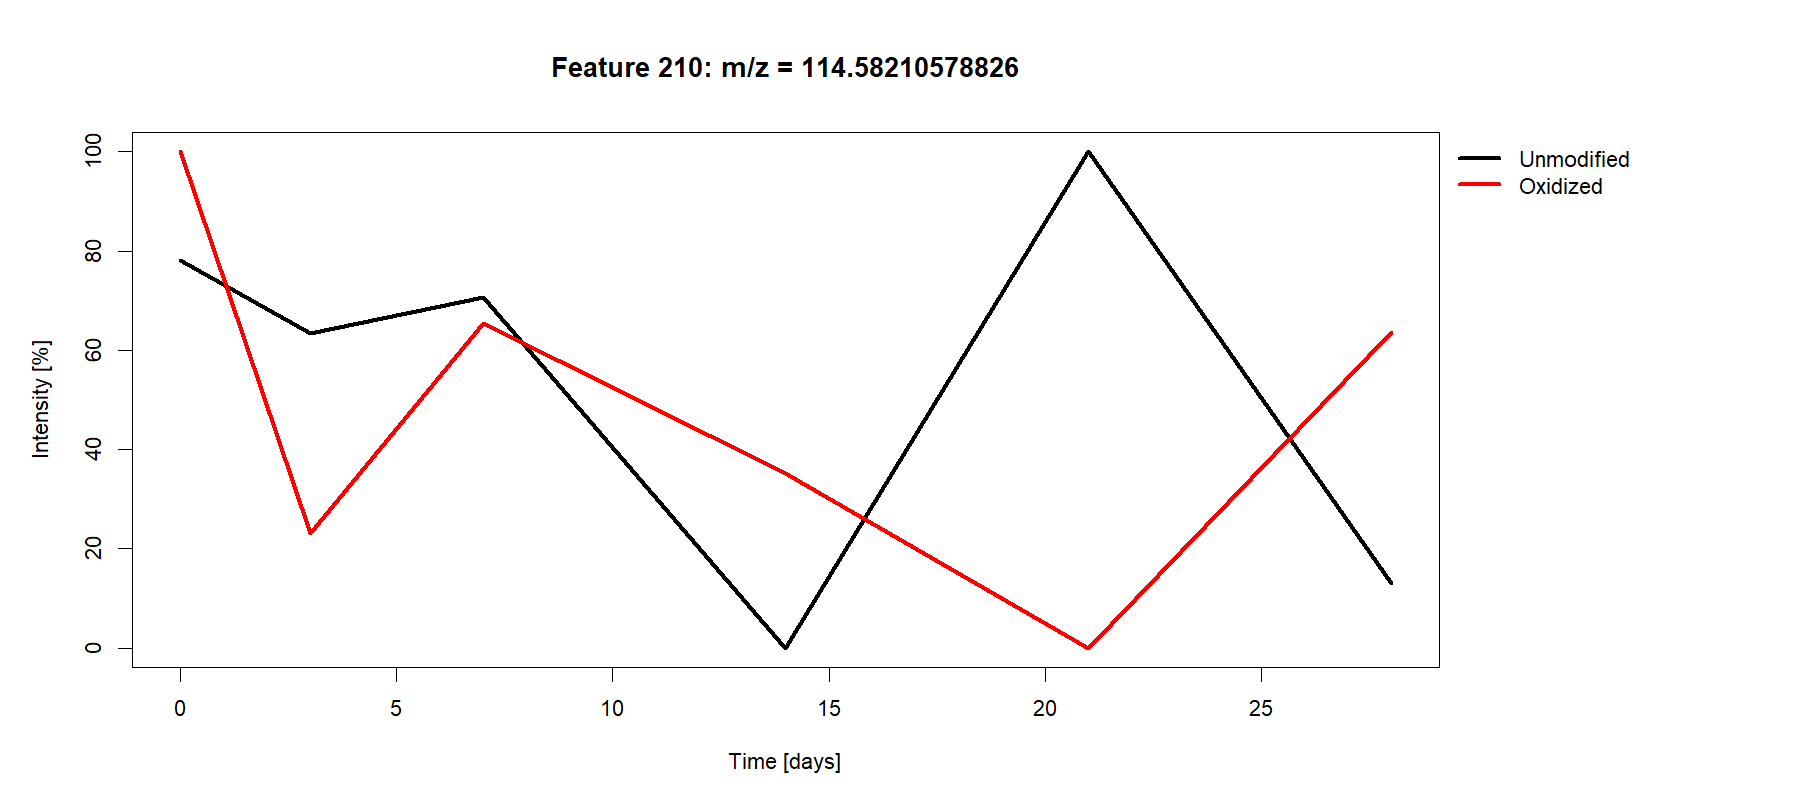 Feature 210: m/z = 114.58210578826
Unmodified
Oxidized
Intensity [%]
100
80
60
40
20
0
0 5 10 15 20 25
Time [days]